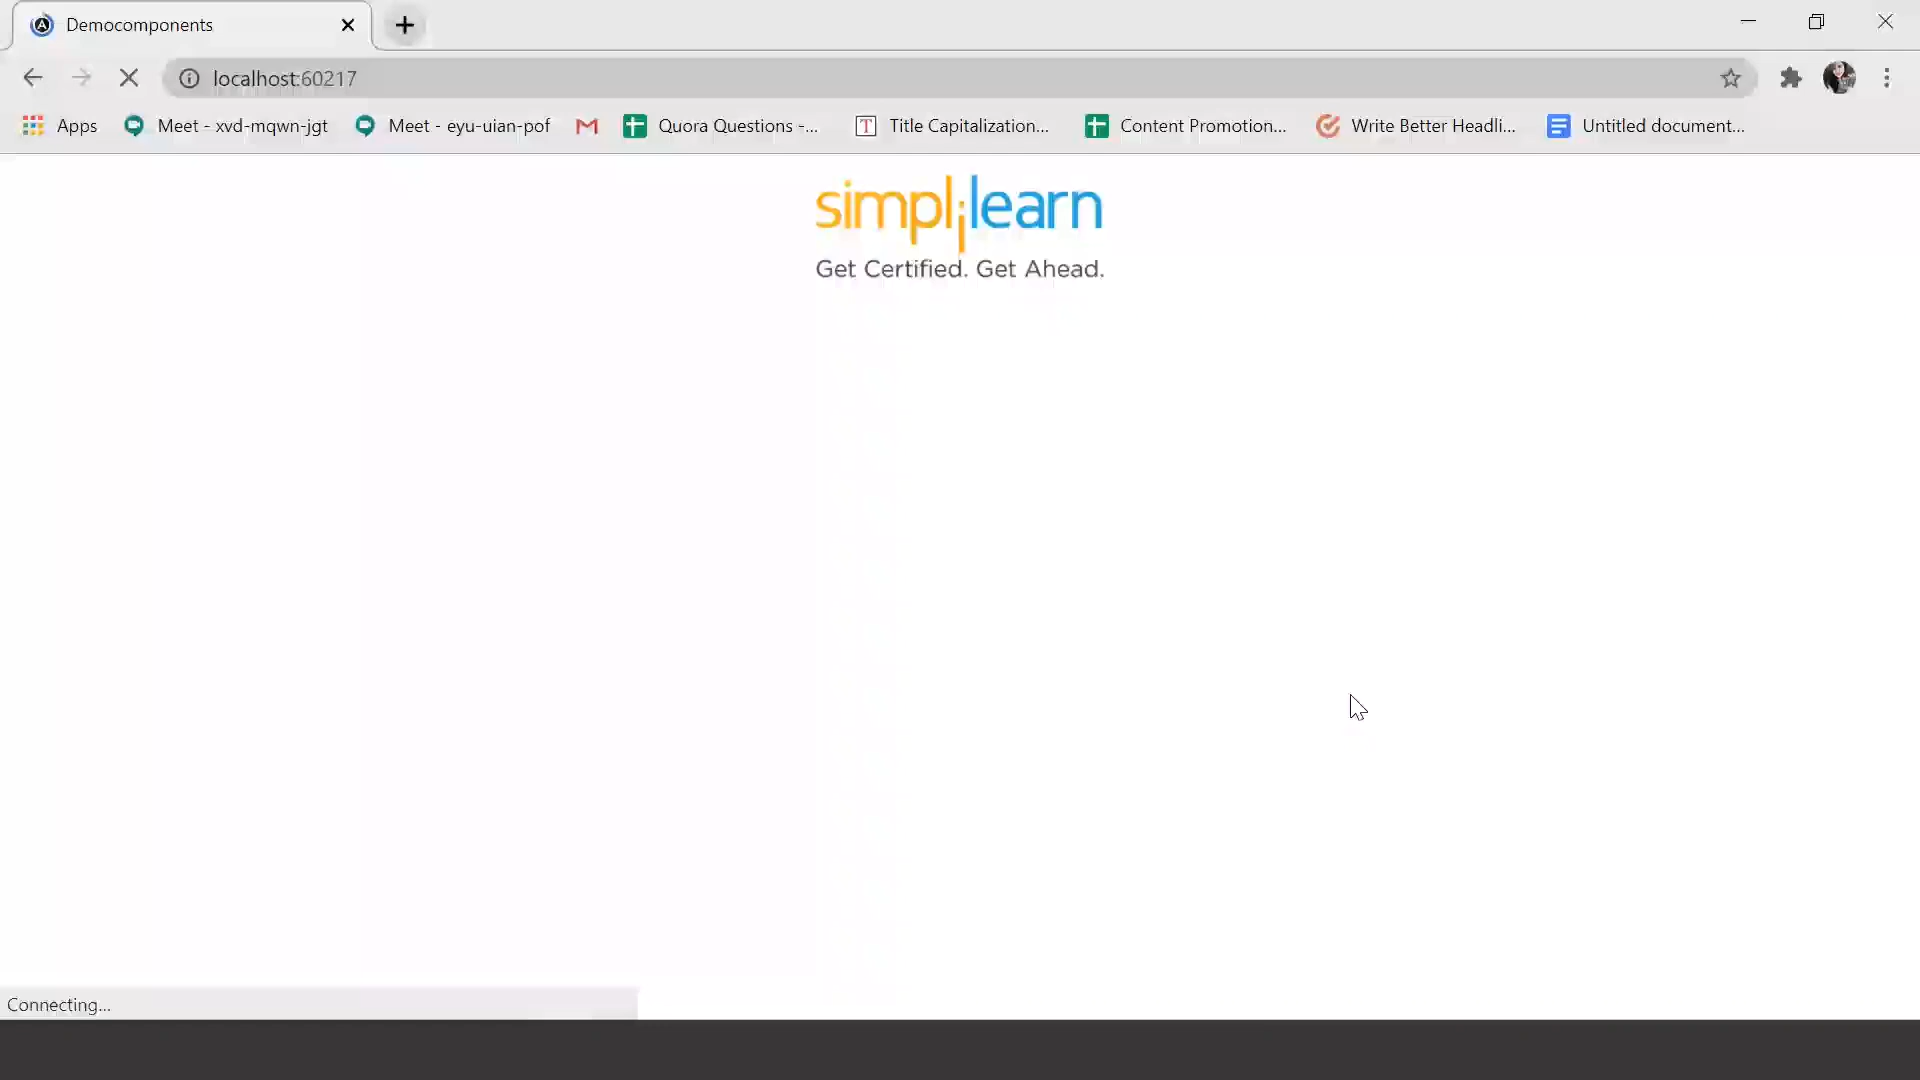 Democomponents
localhost:60217
Apps
Meet - xvd-mqwn-jgt
Meet - eyu-uian-pof
Quora Questions -...
Title Capitalization...
Content Promotion...
Write Better Headli...
Untitled document...
simplilearn
Get Certified. Get Ahead.
Connecting...